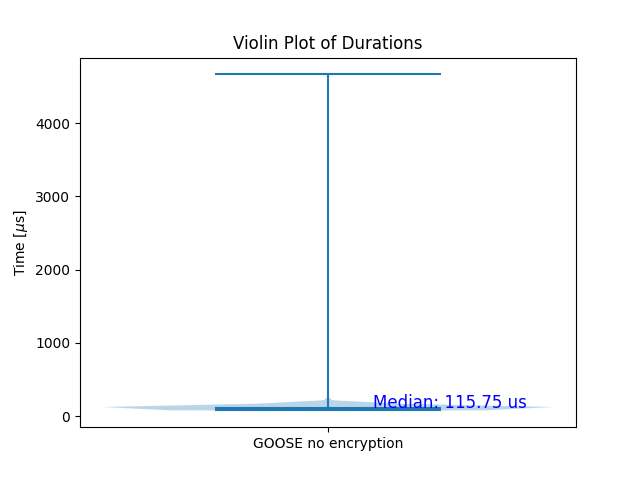 Violin Plot of Durations
Time [μs]
4000
3000
2000
1000
0
Median: 115.75 us
GOOSE no encryption